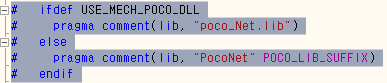 #    ifdef USE_MECH_POCO_DLL
#      pragma comment(lib, "poco_Net.lib")
#    else
#      pragma comment(lib, "PocoNet" POCO_LIB_SUFFIX)
#    endif